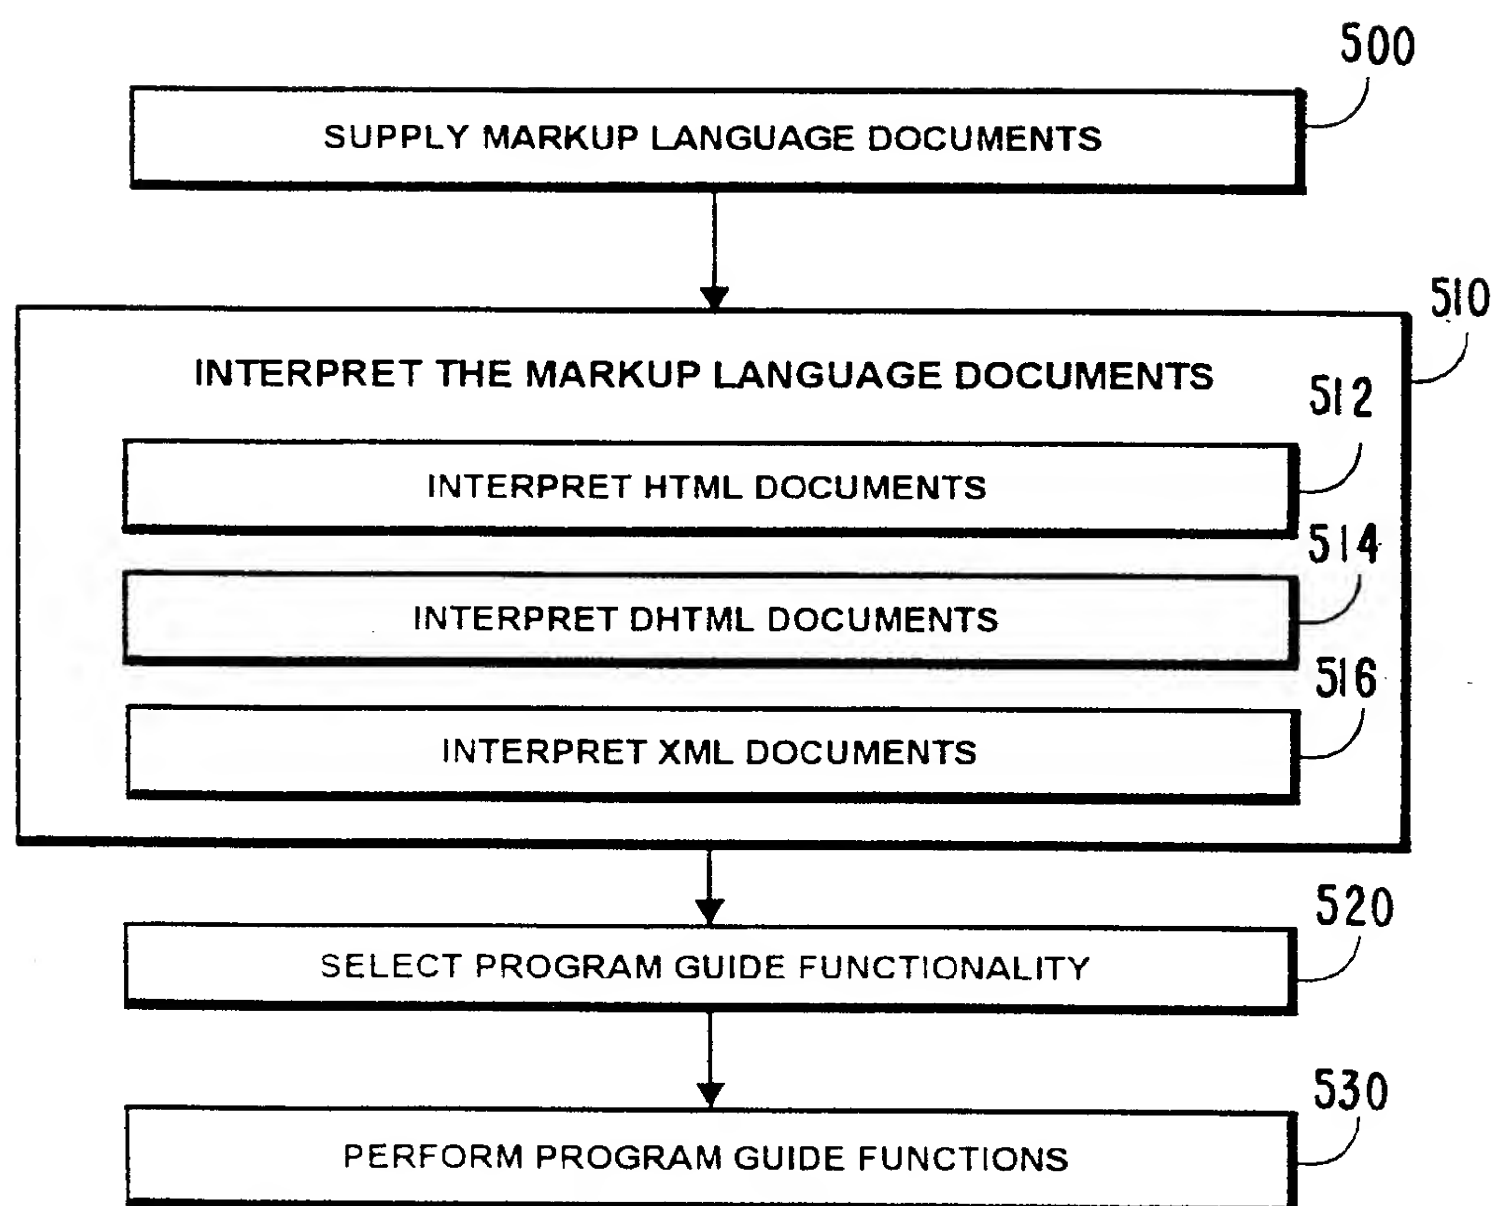 500
SUPPLY MARKUP LANGUAGE DOCUMENTS
510
INTERPRET THE MARKUP LANGUAGE DOCUMENTS
512
INTERPRET HTML DOCUMENTS
514
INTERPRET DHTML DOCUMENTS
516
INTERPRET XML DOCUMENTS
520
SELECT PROGRAM GUIDE FUNCTIONALITY
530
PERFORM PROGRAM GUIDE FUNCTIONS